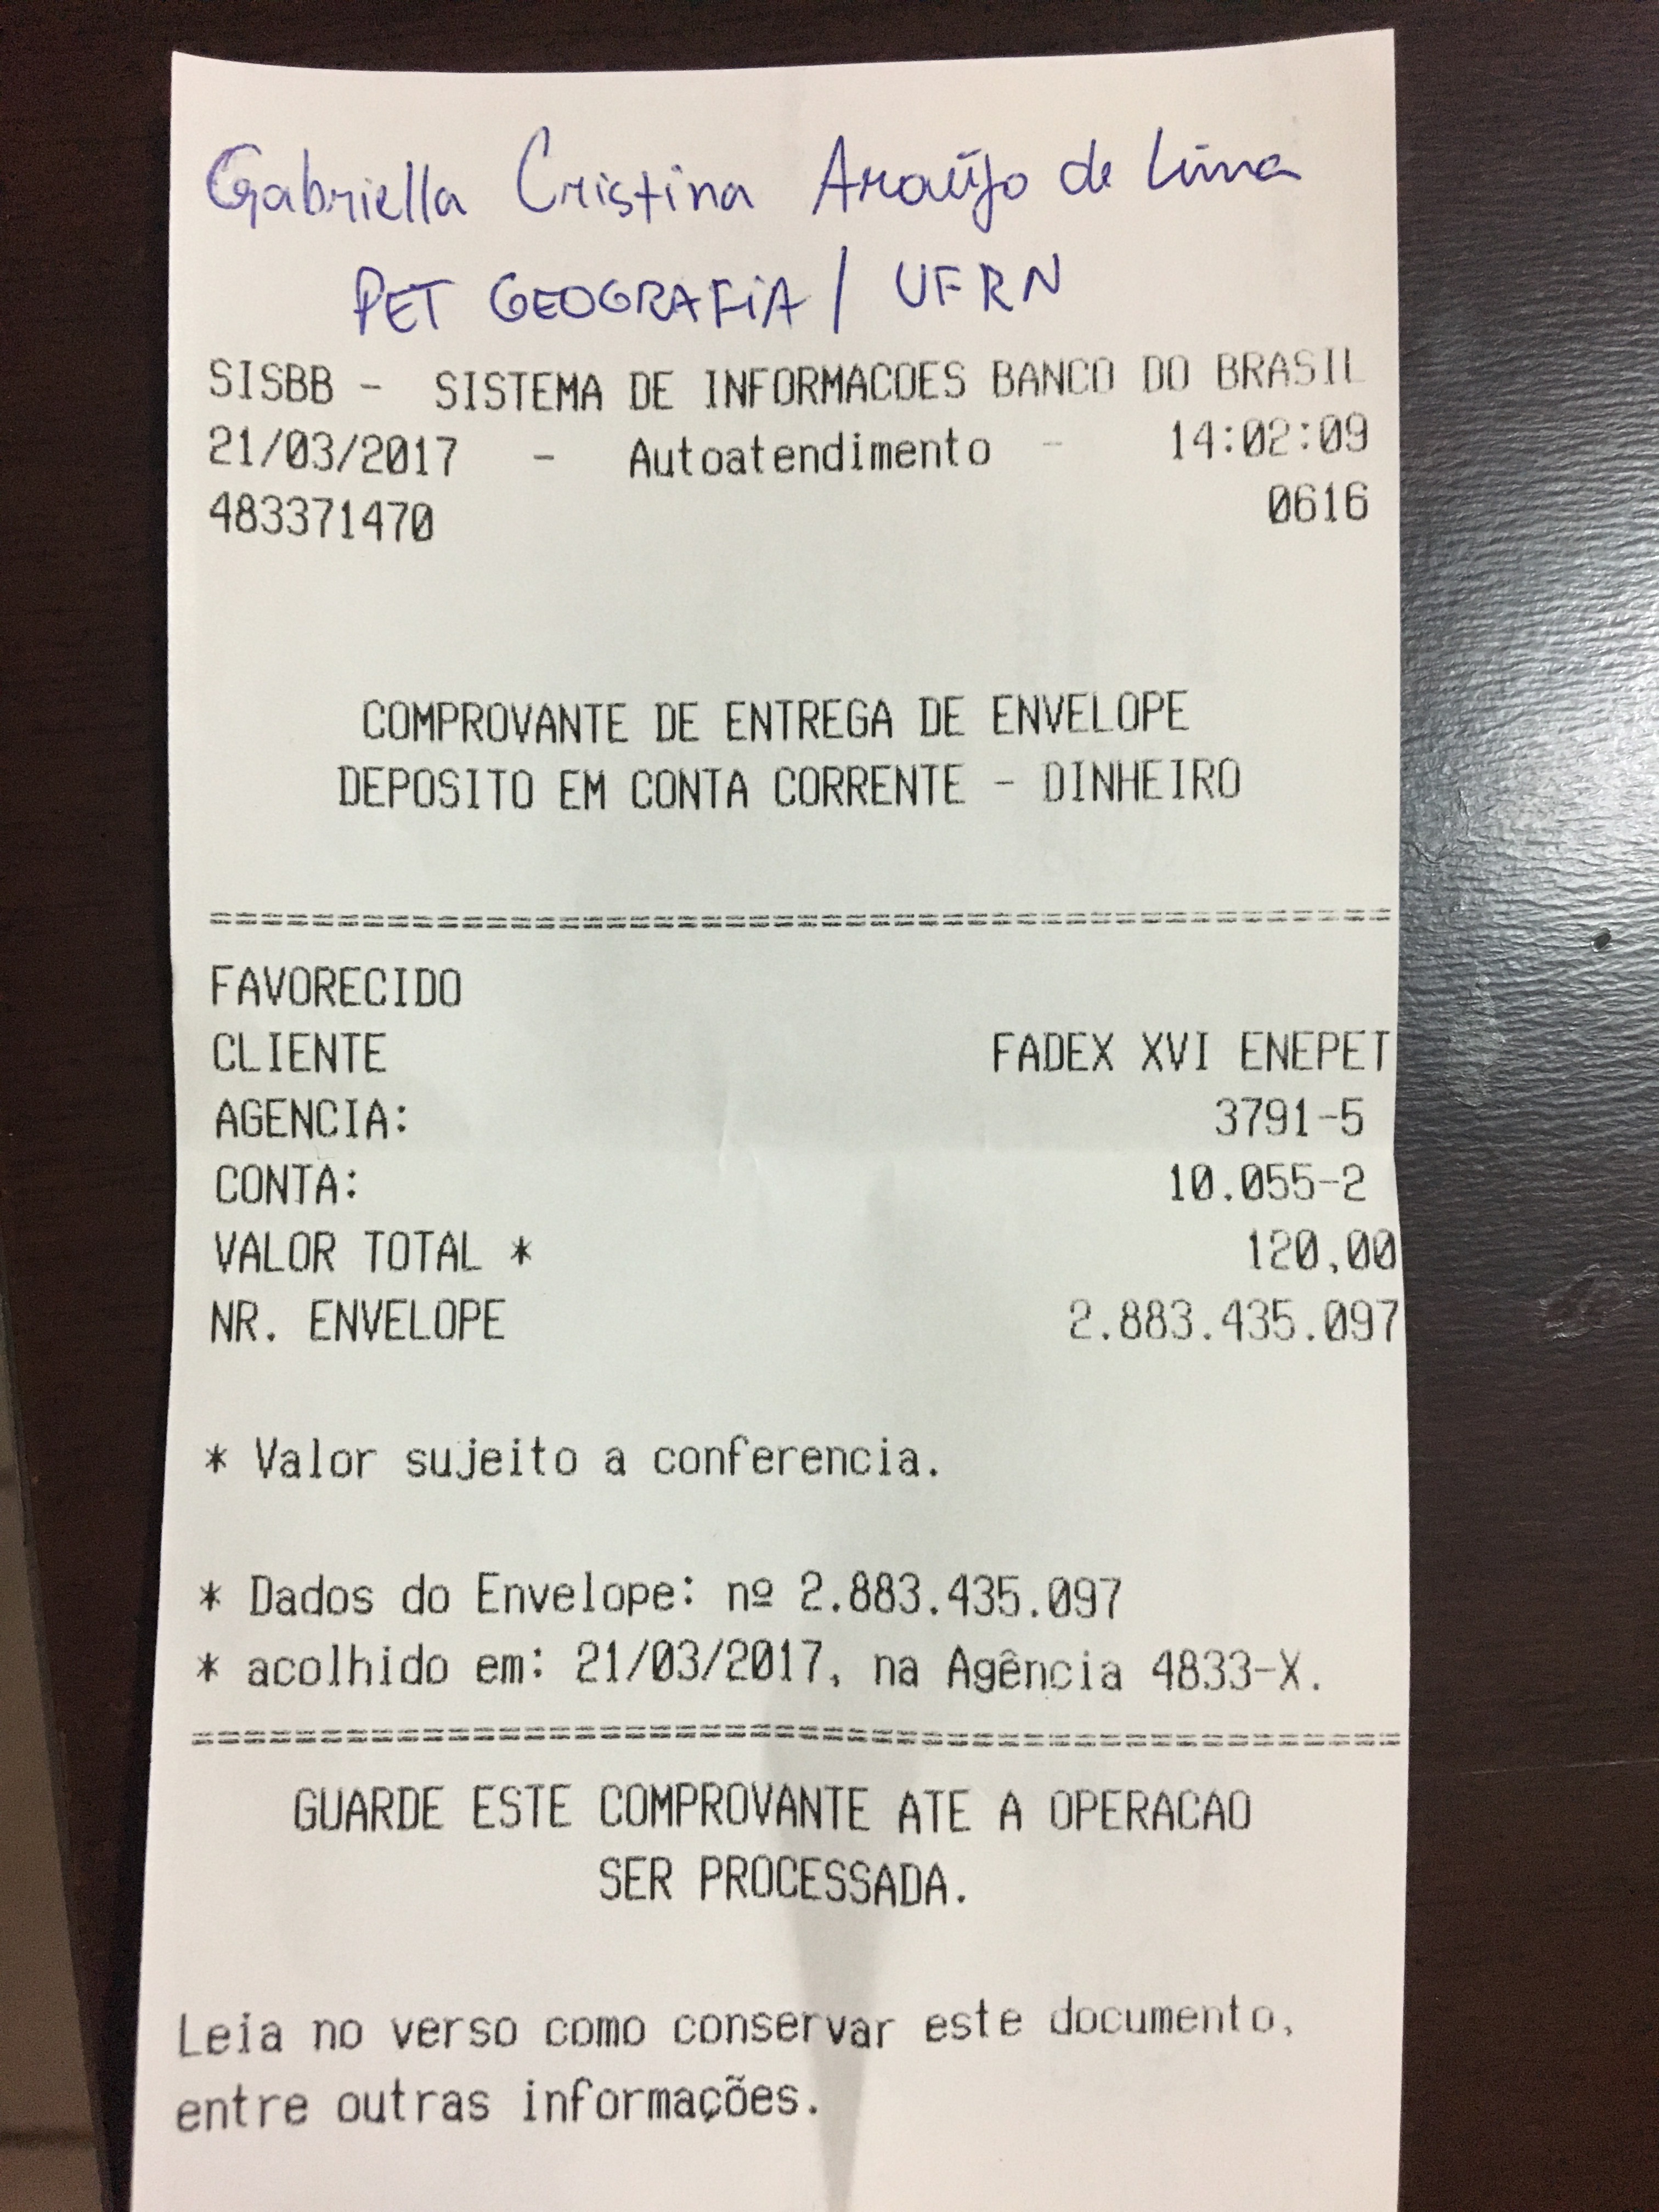 Gabriella Cristina Araújo de Lima
PET GEOGRAFIA / UFRN
SISBB - SISTEMA DE INFORMACOES BANCO DO BRASIL
21/03/2017 - Autoatendimento - 14:02:09
483371470 0616
COMPROVANTE DE ENTREGA DE ENVELOPE
DEPOSITO EM CONTA CORRENTE - DINHEIRO
================================================
FAVORECIDO
CLIENTE FADEX XVI ENEPET
AGENCIA: 3791-5
CONTA: 10.055-2
VALOR TOTAL * 120,00
NR. ENVELOPE 2.883.435.097
* Valor sujeito a conferencia.
* Dados do Envelope: nº 2.883.435.097
* acolhido em: 21/03/2017, na Agência 4833-X.
================================================
GUARDE ESTE COMPROVANTE ATE A OPERACAO
SER PROCESSADA.
Leia no verso como conservar este documento,
entre outras informações.